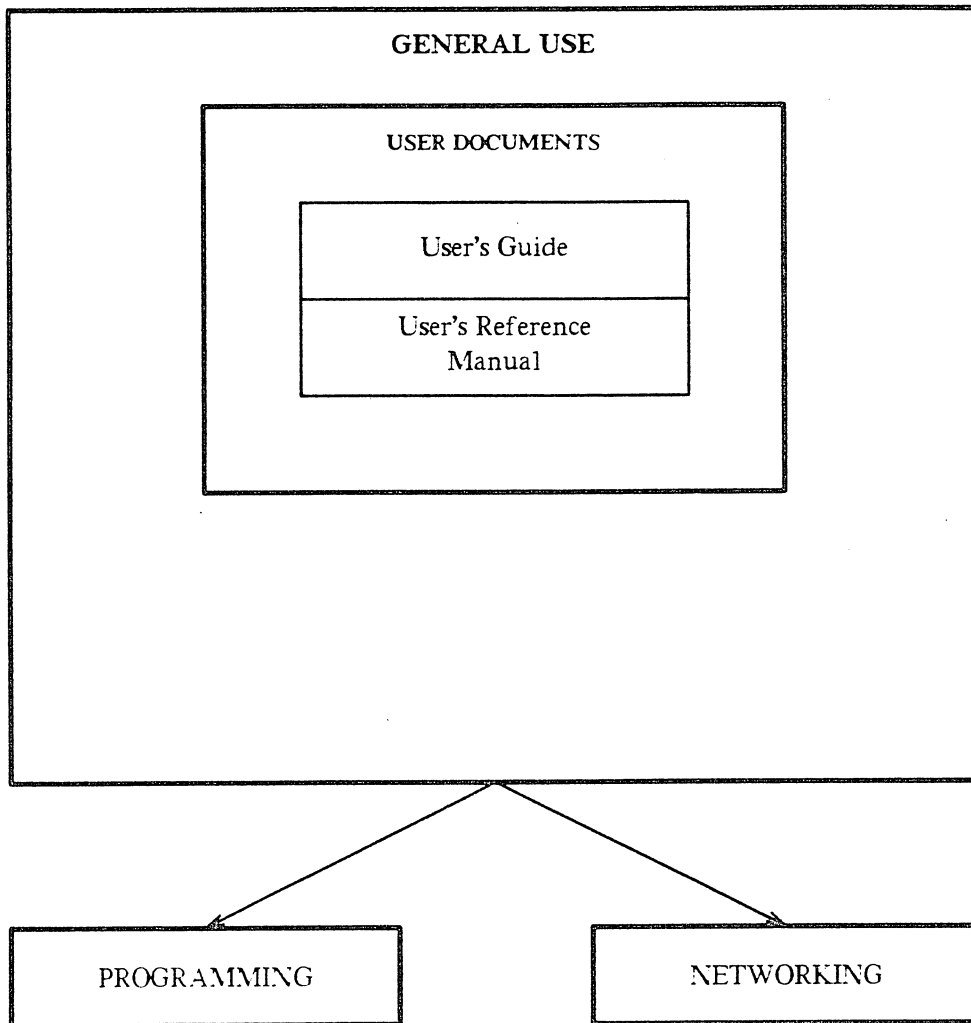 GENERAL USE
USER DOCUMENTS
User's Guide
User's Reference
Manual
PROGRAMMING
NETWORKING